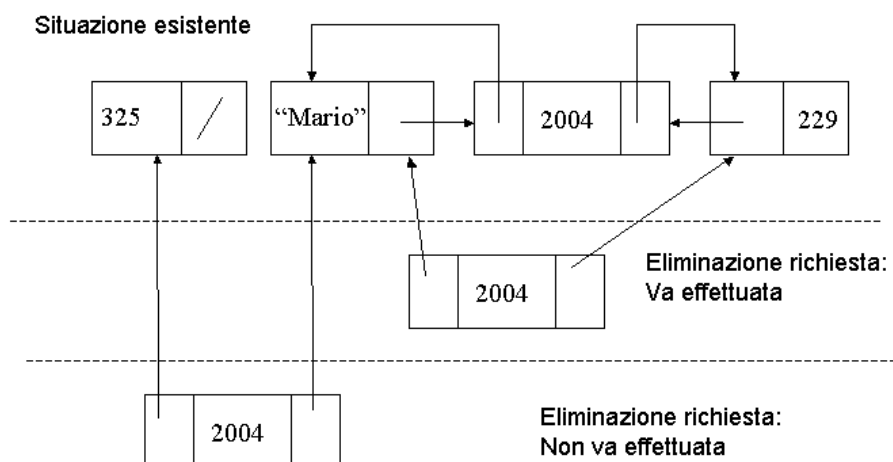 Situazione esistente
325 “Mario” 2004 229
2004
Eliminazione richiesta:
Va effettuata
2004
Eliminazione richiesta:
Non va effettuata